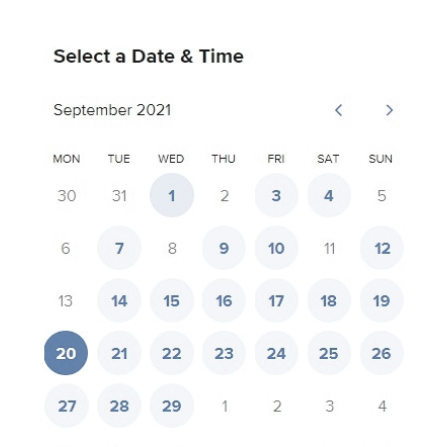 Select a Date & Time
September 2021
MON TUE WED THU FRI SAT SUN
30 31 1 2 3 4 5
6 7 8 9 10 11 12
13 14 15 16 17 18 19
20 21 22 23 24 25 26
27 28 29 1 2 3 4